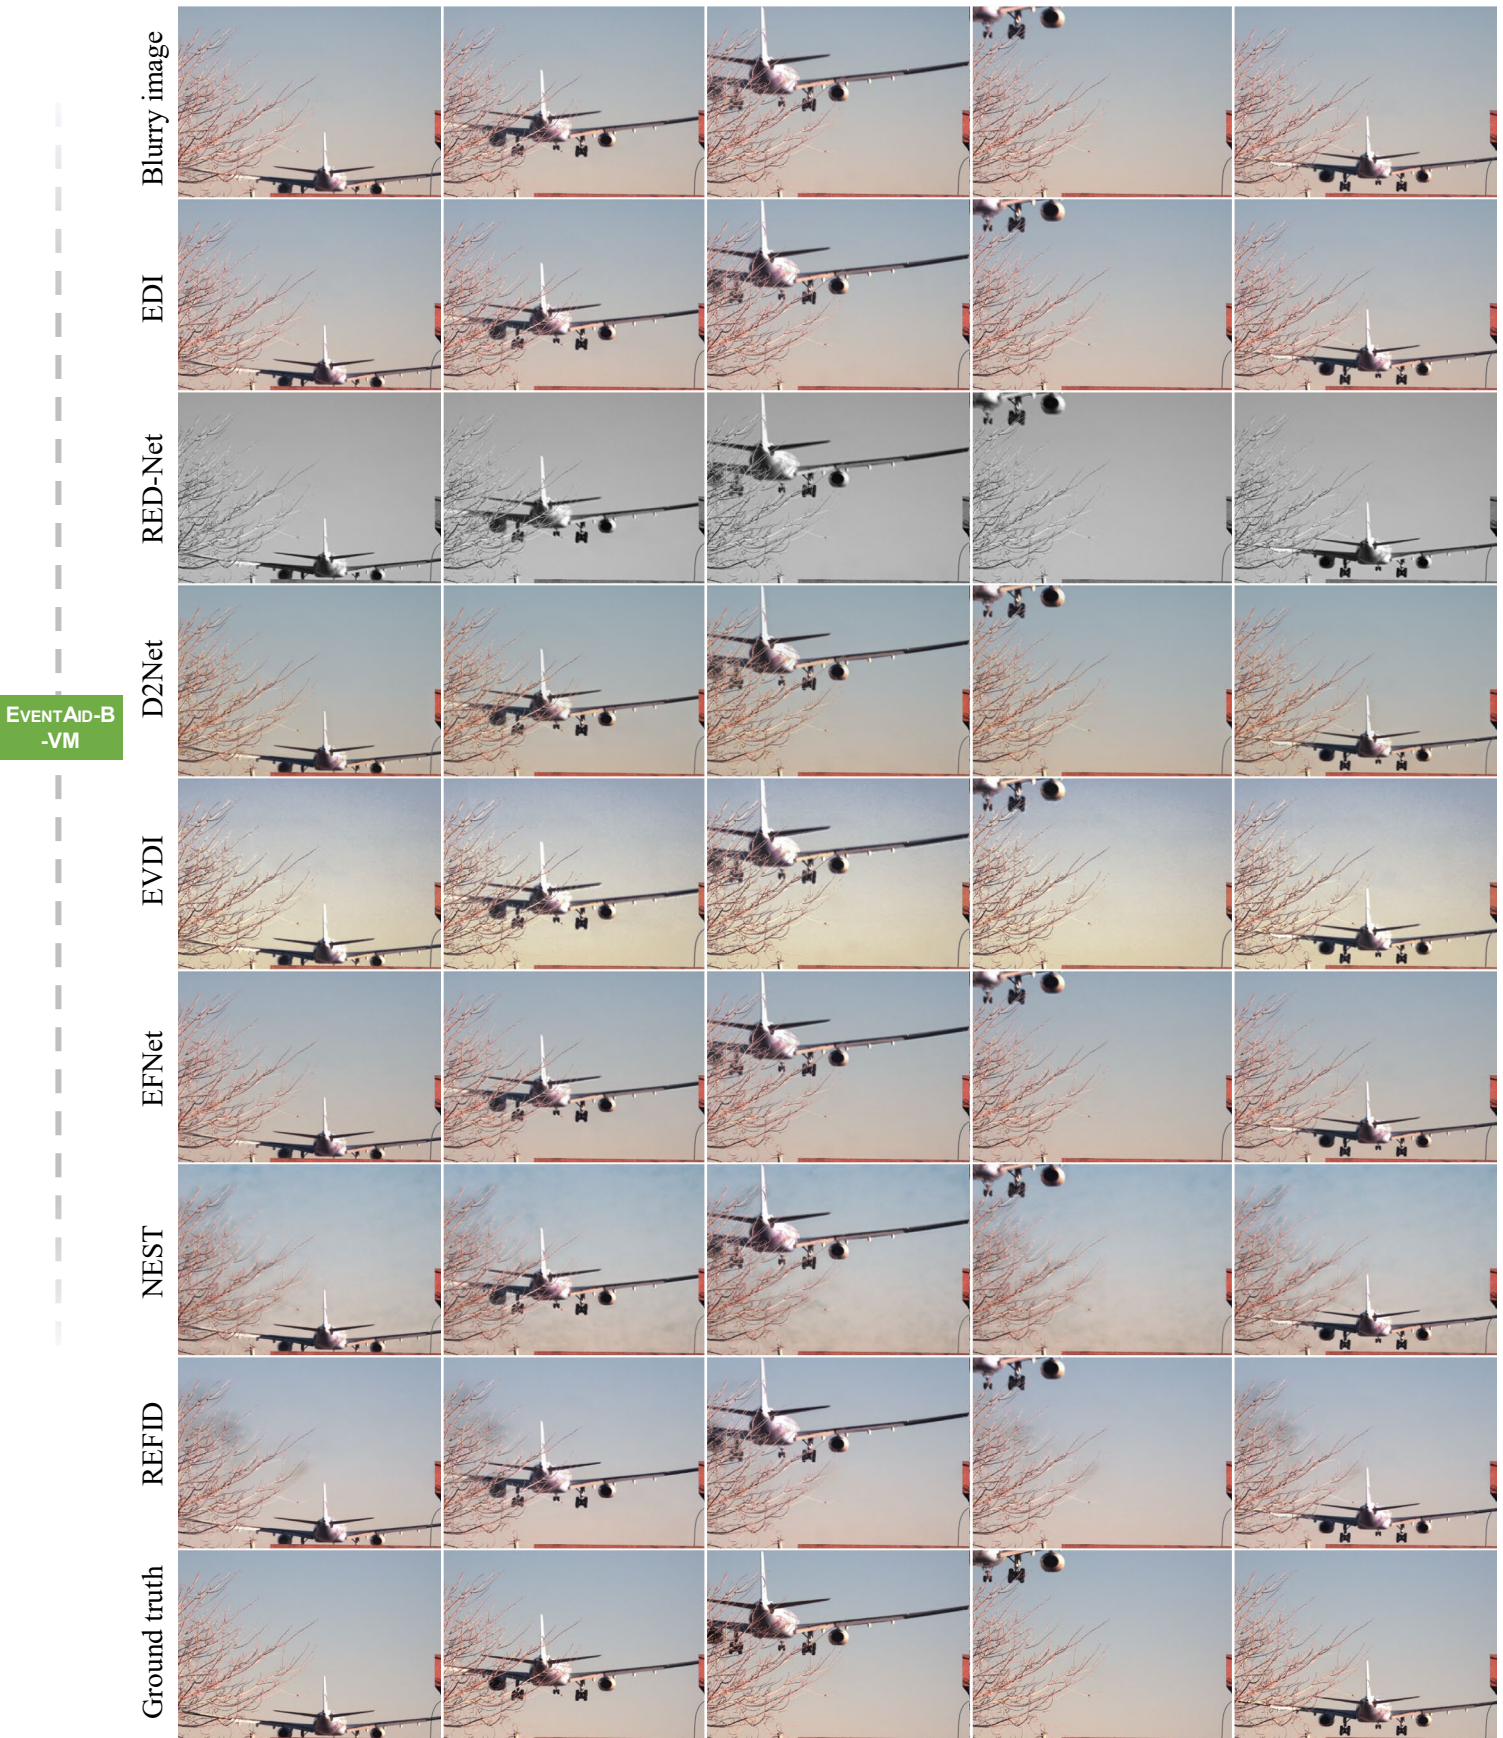 Blurry image
EDI
RED-Net
D2Net
EVENTAID-B
-VM
EVDI
EFNet
NEST
REFID
Ground truth